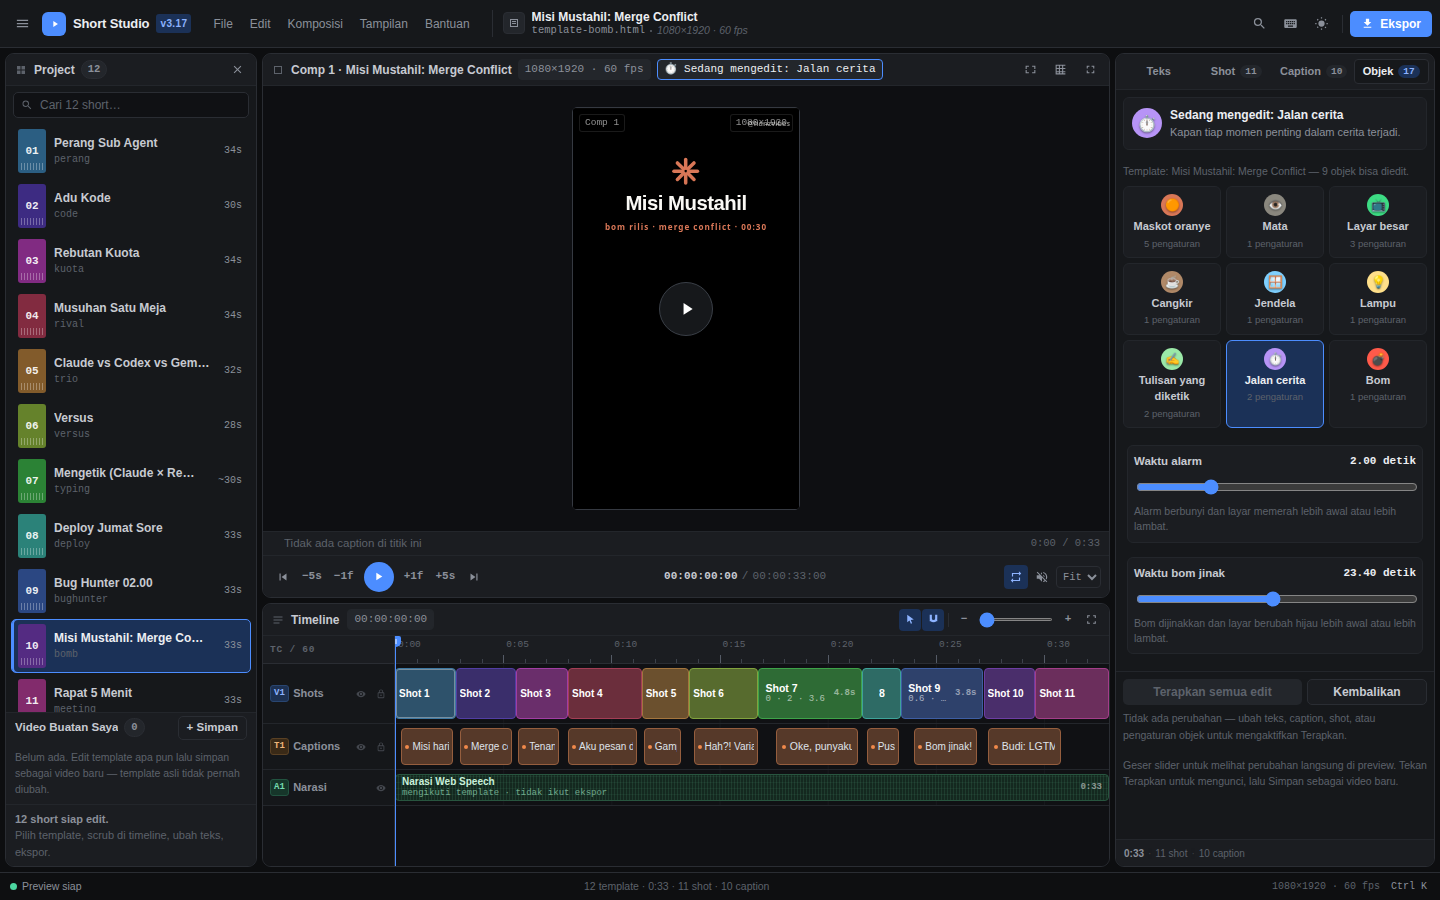 Short Studio v3.17 File Edit Komposisi Tampilan Bantuan
Misi Mustahil: Merge Conflict
template-bomb.html · 1080×1920 · 60 fps
Ekspor
Project 12
Cari 12 short…
01 Perang Sub Agent 34s
perang
02 Adu Kode 30s
code
03 Rebutan Kuota 34s
kuota
04 Musuhan Satu Meja 34s
rival
05 Claude vs Codex vs Gem… 32s
trio
06 Versus 28s
versus
07 Mengetik (Claude × Re… ~30s
typing
08 Deploy Jumat Sore 33s
deploy
09 Bug Hunter 02.00 33s
bughunter
10 Misi Mustahil: Merge Co… 33s
bomb
11 Rapat 5 Menit 33s
meeting
Video Buatan Saya 0 + Simpan
Belum ada. Edit template apa pun lalu simpan
sebagai video baru — template asli tidak pernah
diubah.
12 short siap edit.
Pilih template, scrub di timeline, ubah teks,
ekspor.
Comp 1 · Misi Mustahil: Merge Conflict 1080×1920 · 60 fps ⏱️ Sedang mengedit: Jalan cerita
Comp 1 1080×1920
Misi Mustahil
bom rilis · merge conflict · 00:30
Tidak ada caption di titik ini 0:00 / 0:33
−5s −1f +1f +5s 00:00:00:00 / 00:00:33:00 Fit
Timeline 00:00:00:00 − +
TC / 60 0:00 0:05 0:10 0:15 0:20 0:25 0:30
V1 Shots Shot 1 Shot 2 Shot 3 Shot 4 Shot 5 Shot 6 Shot 7 4.8s 8 Shot 9 3.8s Shot 10 Shot 11
0 · 2 · 3.6 0.6 · …
T1 Captions Misi hari Merge co Tenan Aku pesan d Gam Hah?! Varia Oke, punyaku Pus Bom jinak! Budi: LGTM
A1 Narasi Narasi Web Speech 0:33
mengikuti template · tidak ikut ekspor
Teks Shot 11 Caption 10 Objek 17
Sedang mengedit: Jalan cerita
Kapan tiap momen penting dalam cerita terjadi.
Template: Misi Mustahil: Merge Conflict — 9 objek bisa diedit.
Maskot oranye Mata Layar besar
5 pengaturan 1 pengaturan 3 pengaturan
Cangkir Jendela Lampu
1 pengaturan 1 pengaturan 1 pengaturan
Tulisan yang diketik Jalan cerita Bom
2 pengaturan 2 pengaturan 1 pengaturan
Waktu alarm 2.00 detik
Alarm berbunyi dan layar memerah lebih awal atau lebih
lambat.
Waktu bom jinak 23.40 detik
Bom dijinakkan dan layar berubah hijau lebih awal atau lebih
lambat.
Terapkan semua edit Kembalikan
Tidak ada perubahan — ubah teks, caption, shot, atau
pengaturan objek untuk mengaktifkan Terapkan.
Geser slider untuk melihat perubahan langsung di preview. Tekan
Terapkan untuk mengunci, lalu Simpan sebagai video baru.
0:33 · 11 shot · 10 caption
Preview siap 12 template · 0:33 · 11 shot · 10 caption 1080×1920 · 60 fps Ctrl K